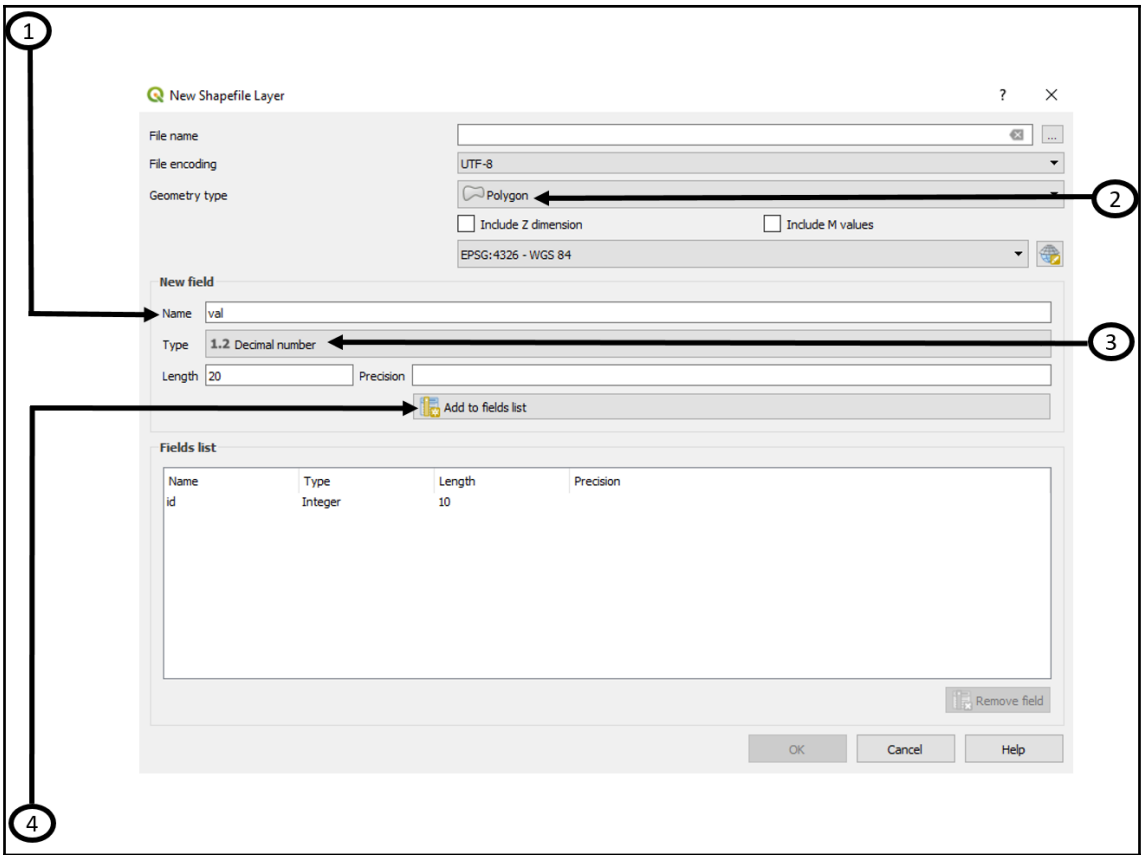 1
New Shapefile Layer ? ×
File name ...
File encoding UTF-8
Geometry type Polygon
2
Include Z dimension Include M values
EPSG:4326 - WGS 84
New field
Name val
Type 1.2 Decimal number
3
Length 20 Precision
Add to fields list
Fields list
Name Type Length Precision
id Integer 10
Remove field
OK Cancel Help
4